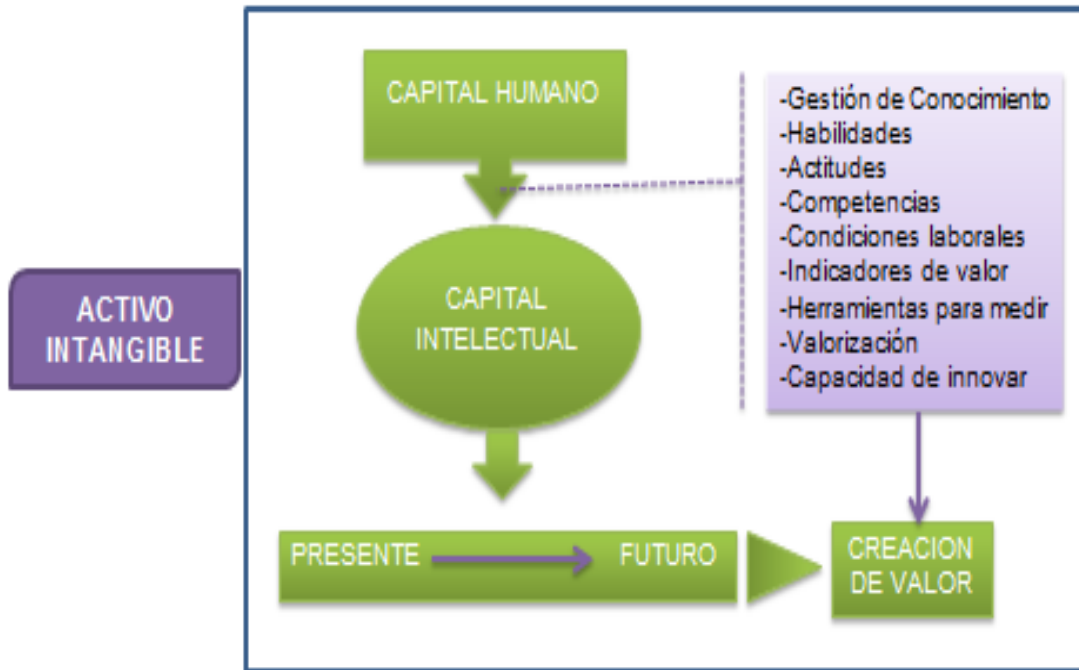 CAPITAL HUMANO
-Gestión de Conocimiento
-Habilidades
-Actitudes
-Competencias
-Condiciones laborales
-Indicadores de valor
-Herramientas para medir
-Valorización
-Capacidad de innovar
ACTIVO
INTANGIBLE
CAPITAL
INTELECTUAL
PRESENTE
FUTURO
CREACION
DE VALOR